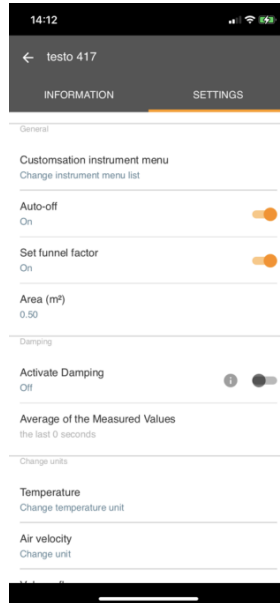 14:12
testo 417
INFORMATION
SETTINGS
General
Customsation instrument menu
Change instrument menu list
Auto-off
On
Set funnel factor
On
Area (m²)
0.50
Damping
Activate Damping
Off
Average of the Measured Values
the last 0 seconds
Change units
Temperature
Change temperature unit
Air velocity
Change unit